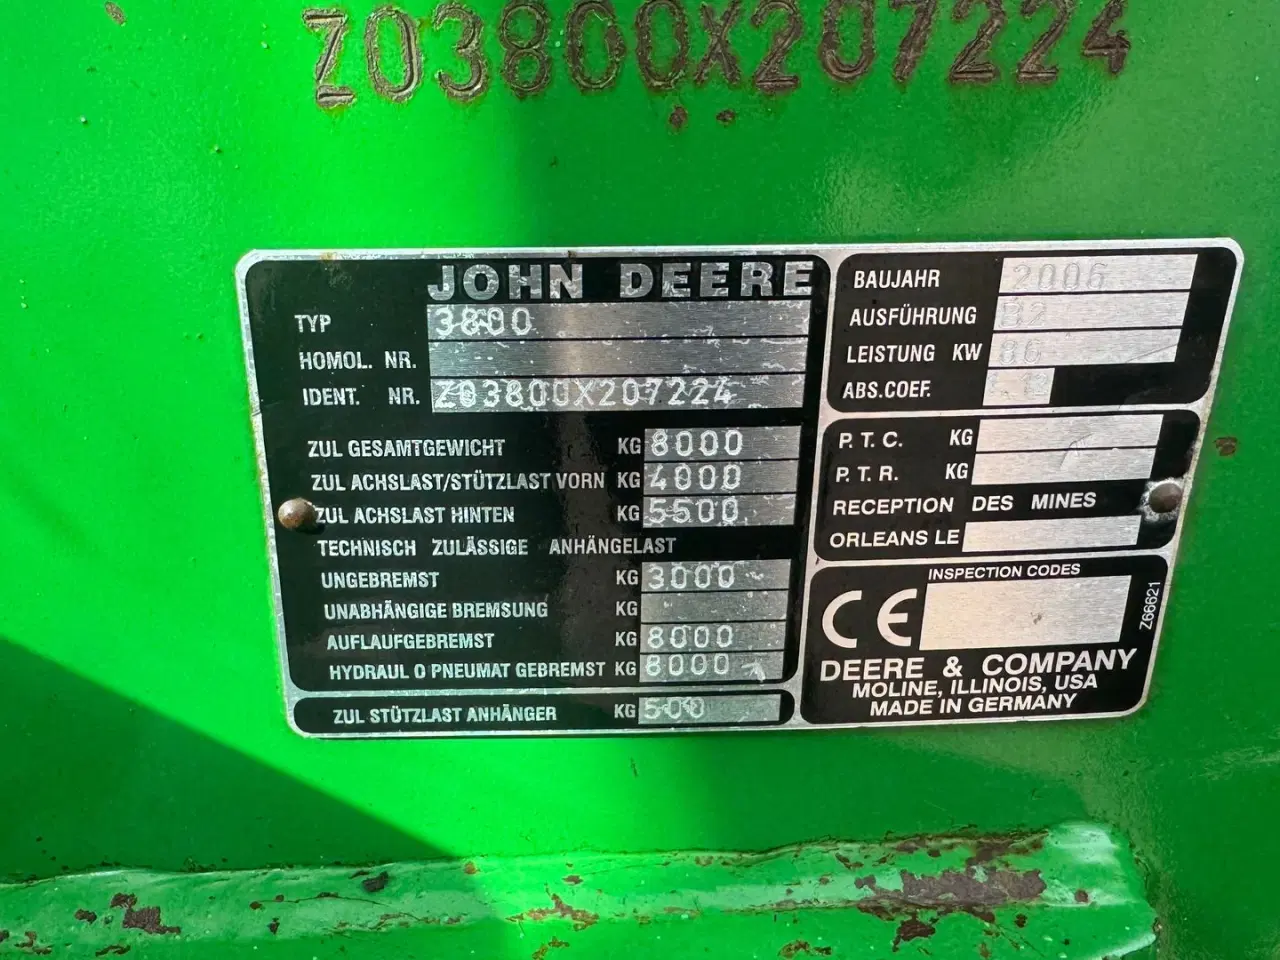 Z03800X207224
JOHN DEERE
TYP 3800
HOMOL. NR.
IDENT. NR. Z03800X207224
ZUL GESAMTGEWICHT KG 8000
ZUL ACHSLAST/STÜTZLAST VORN KG 4000
ZUL ACHSLAST HINTEN KG 5500
TECHNISCH ZULÄSSIGE ANHÄNGELAST
UNGEBREMST KG 3000
UNABHÄNGIGE BREMSUNG KG
AUFLAUFGEBREMST KG 8000
HYDRAUL O PNEUMAT GEBREMST KG 8000
ZUL STÜTZLAST ANHÄNGER KG 500
BAUJAHR 2006
AUSFÜHRUNG
LEISTUNG KW 86
ABS.COEF.
P. T. C. KG
P. T. R. KG
RECEPTION DES MINES
ORLEANS LE
INSPECTION CODES
CE
DEERE & COMPANY
MOLINE, ILLINOIS, USA
MADE IN GERMANY
Z66621